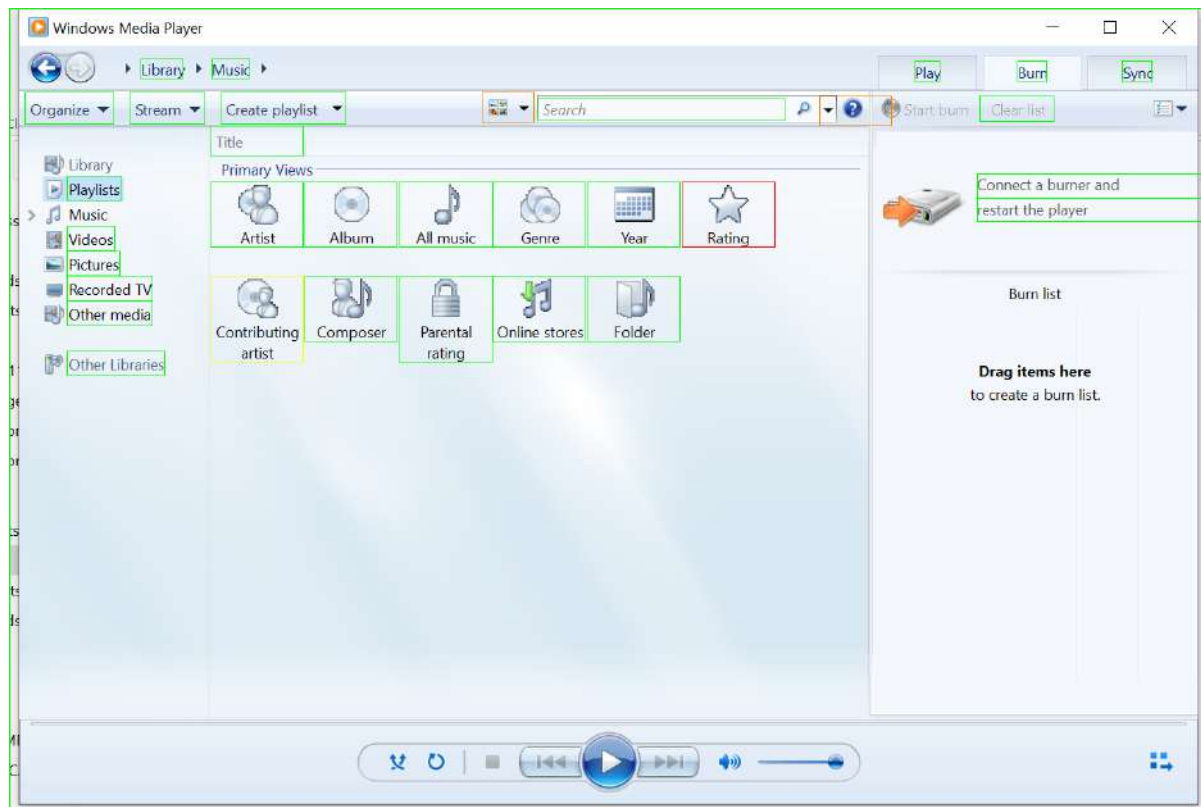 Windows Media Player
Library Music
Play Burn Sync
Organize Stream Create playlist Search Start burn Clear list
Title
Library
Playlists
Music
Videos
Pictures
Recorded TV
Other media
Other Libraries
Primary Views
Artist Album All music Genre Year Rating
Contributing artist Composer Parental rating Online stores Folder
Connect a burner and
restart the player
Burn list
Drag items here
to create a burn list.